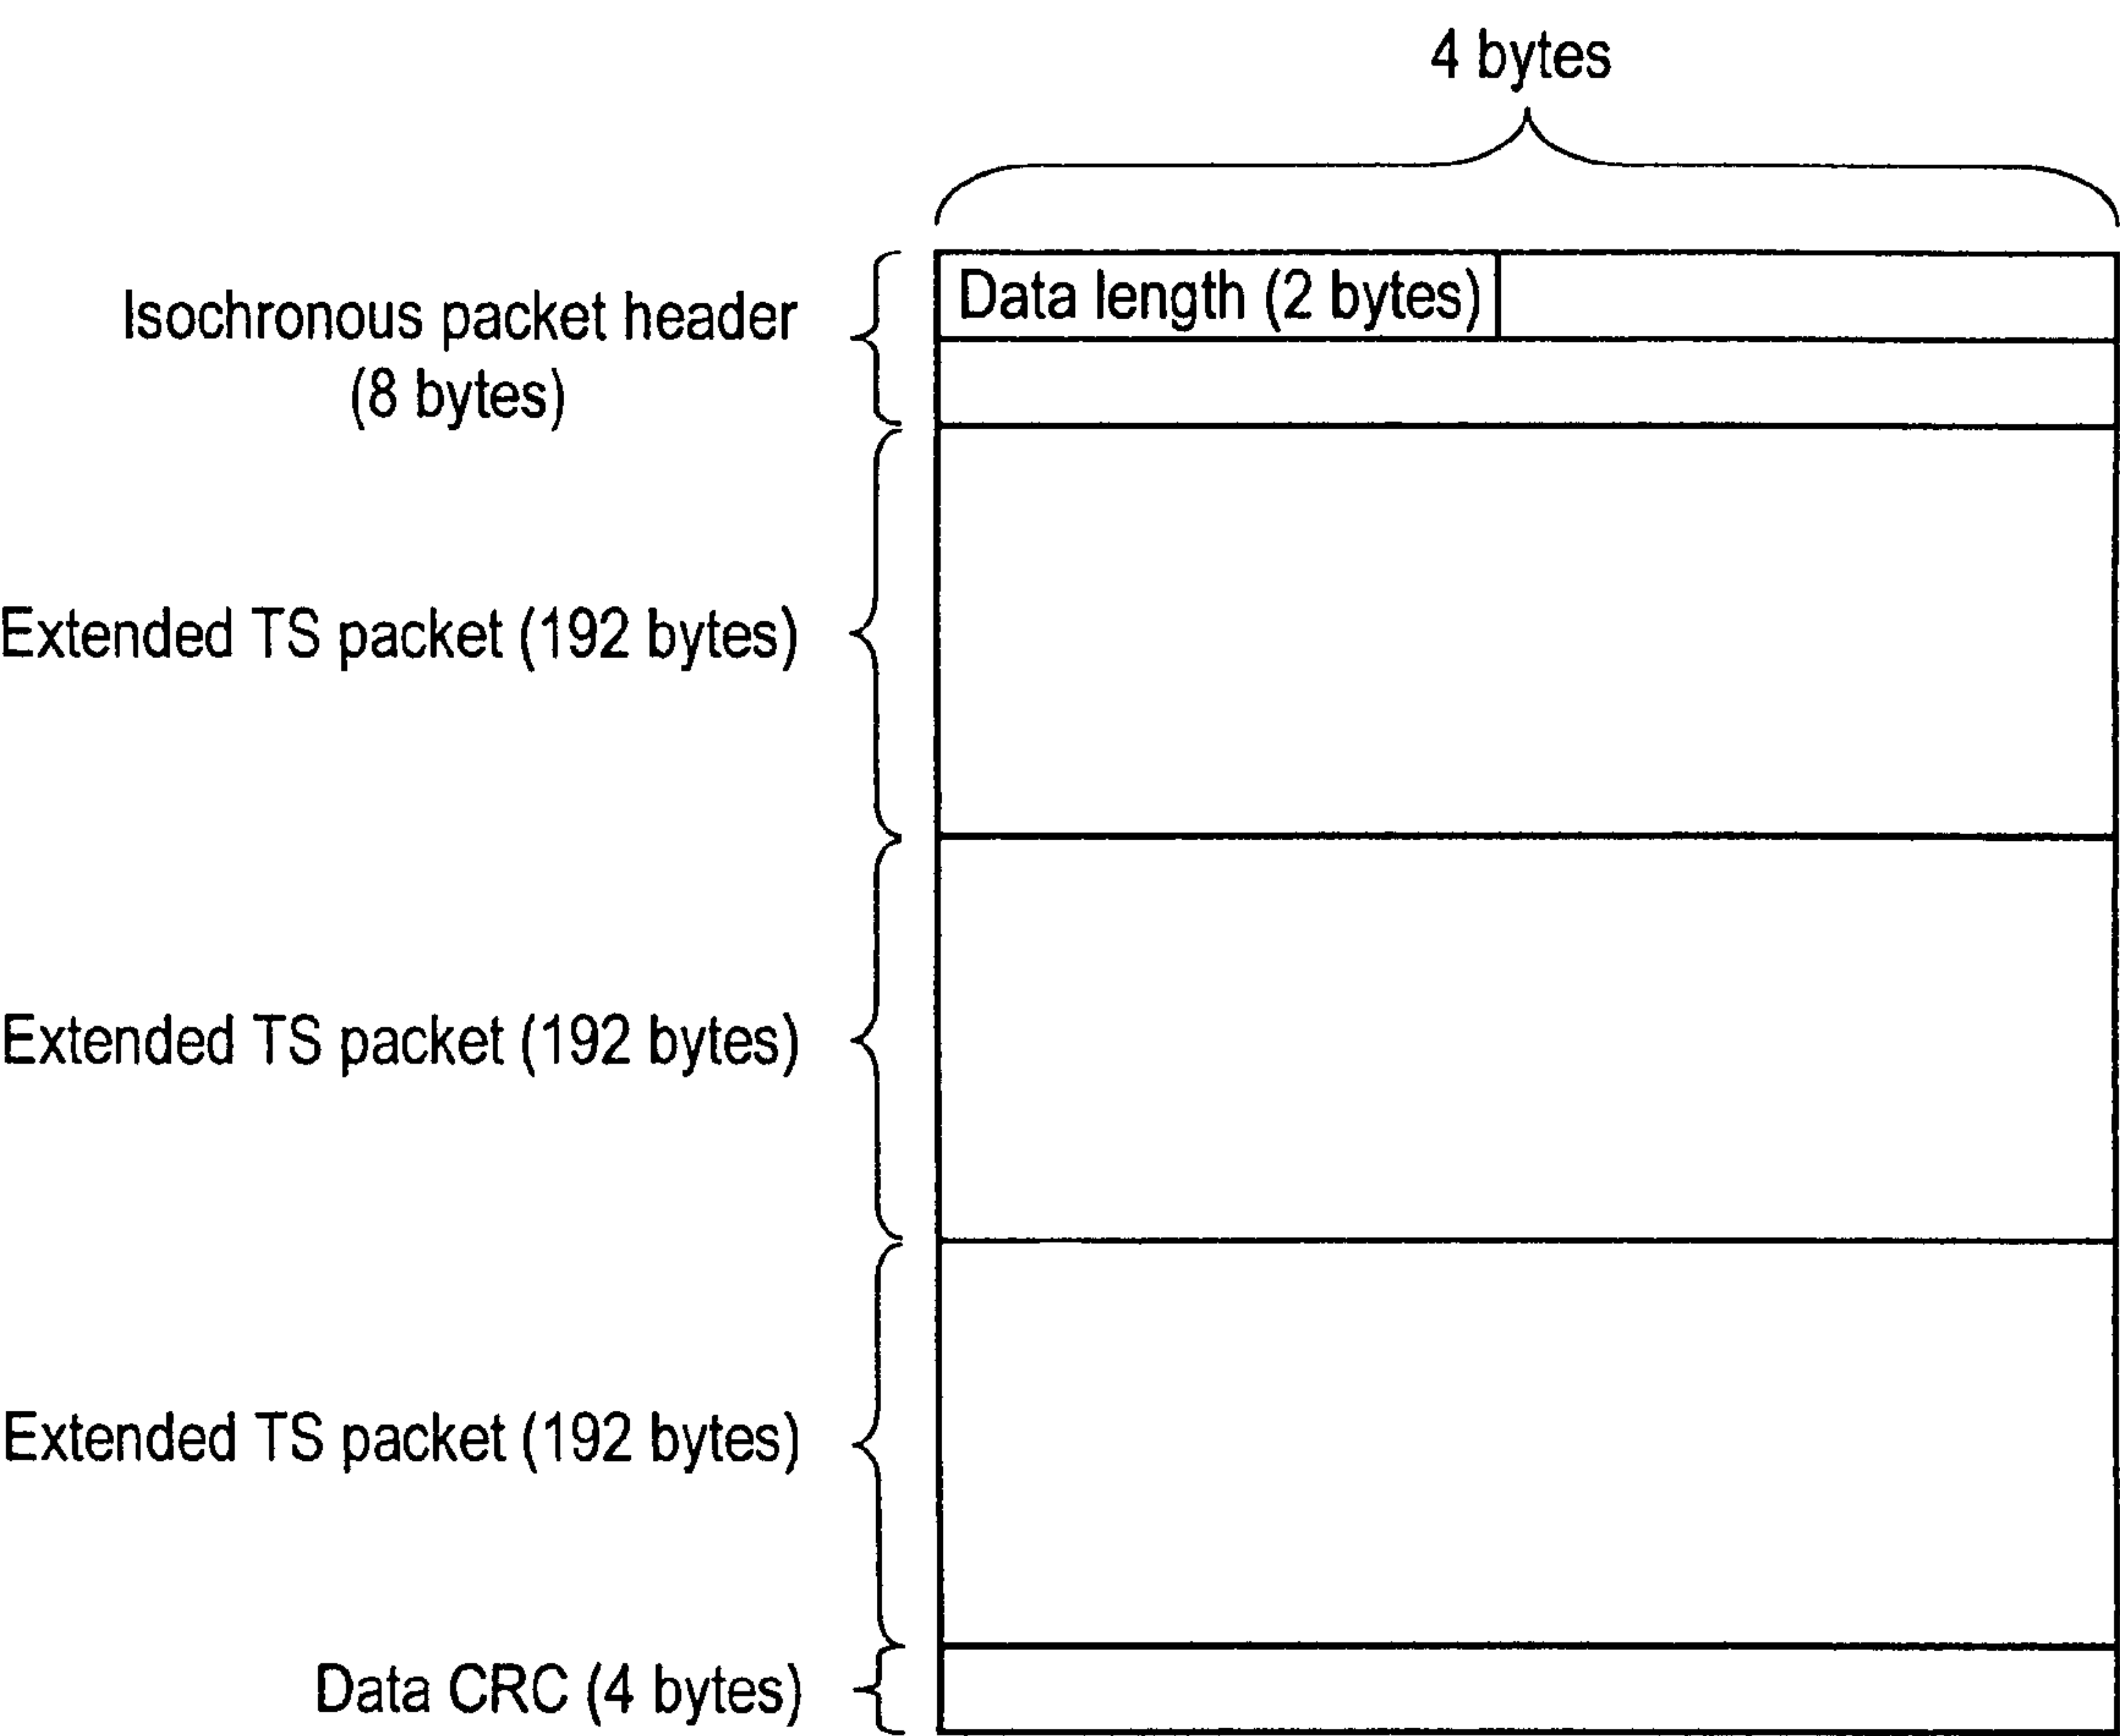 4 bytes
Data length (2 bytes)
Isochronous packet header
(8 bytes)
Extended TS packet (192 bytes)
Extended TS packet (192 bytes)
Extended TS packet (192 bytes)
Data CRC (4 bytes)